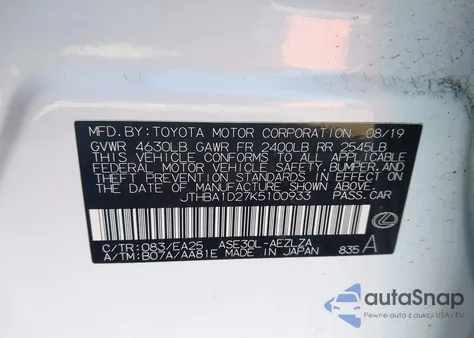 MFD. BY: TOYOTA MOTOR CORPORATION 08/19
GVWR 4630LB GAWR FR 2400LB RR 2545LB
THIS VEHICLE CONFORMS TO ALL APPLICABLE
FEDERAL MOTOR VEHICLE SAFETY, BUMPER, AND
THEFT PREVENTION STANDARDS IN EFFECT ON
THE DATE OF MANUFACTURE SHOWN ABOVE.
JTHBA1D27K5100933 PASS. CAR
C/TR: 083/EA25 ASE30L-AEZLZA
A/TM: B07A/AA81E MADE IN JAPAN 835 A
autoSnap
Pewne auto z aukcji USA i EU